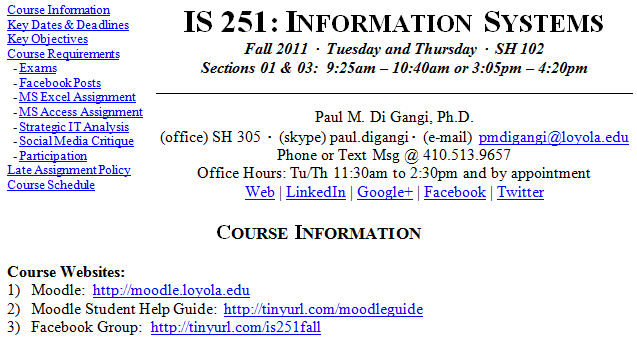 Course Information
Key Dates & Deadlines
Key Objectives
Course Requirements
- Exams
- Facebook Posts
- MS Excel Assignment
- MS Access Assignment
- Strategic IT Analysis
- Social Media Critique
- Participation
Late Assignment Policy
Course Schedule
IS 251: INFORMATION SYSTEMS
Fall 2011 · Tuesday and Thursday · SH 102
Sections 01 & 03: 9:25am – 10:40am or 3:05pm – 4:20pm
Paul M. Di Gangi, Ph.D.
(office) SH 305 · (skype) paul.digangi · (e-mail) pmdigangi@loyola.edu
Phone or Text Msg @ 410.513.9657
Office Hours: Tu/Th 11:30am to 2:30pm and by appointment
Web | LinkedIn | Google+ | Facebook | Twitter
COURSE INFORMATION
Course Websites:
1) Moodle: http://moodle.loyola.edu
2) Moodle Student Help Guide: http://tinyurl.com/moodleguide
3) Facebook Group: http://tinyurl.com/is251fall